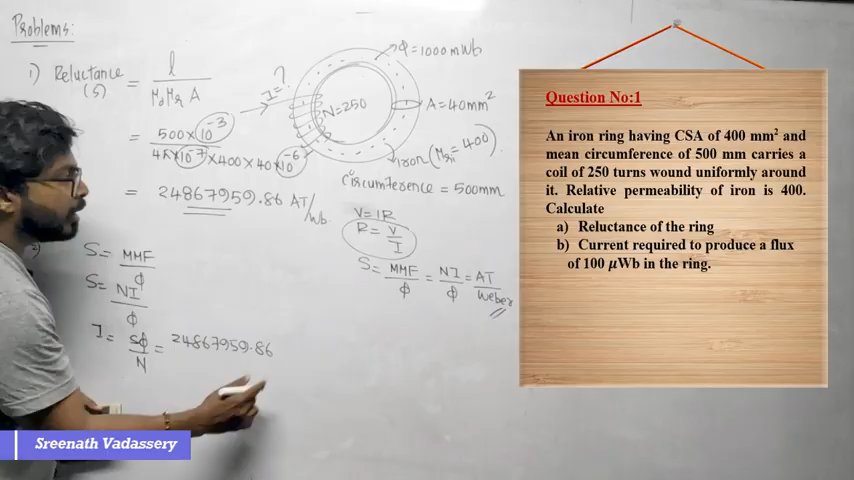 Problems:
1) Reluctance (S) = l / μ₀ μr A
= 500×10^-3 / 4π×10^-7 ×400×40×10^-6
= 24867959.86 AT/Wb
I=?
N=250
Φ=1000mWb
A=40mm²
iron (μr=400)
Circumference = 500mm
V=IR
R= V/I
S= MMF/ϕ = NI/ϕ = AT/Weber
2)
S= MMF/ϕ
S= NI/ϕ
I= Sϕ/N = 24867959.86
Question No:1
An iron ring having CSA of 400 mm² and
mean circumference of 500 mm carries a
coil of 250 turns wound uniformly around
it. Relative permeability of iron is 400.
Calculate
a) Reluctance of the ring
b) Current required to produce a flux
of 100 μWb in the ring.
Sreenath Vadassery